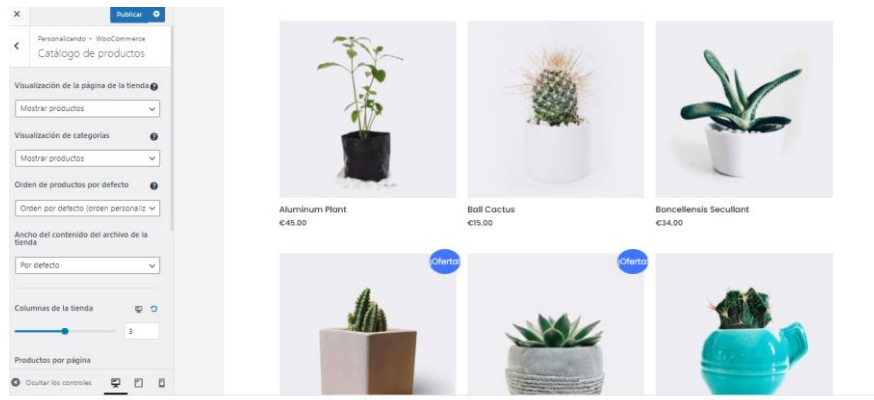 Publicar
Personalizando • WooCommerce
Catálogo de productos
Visualización de la página de la tienda
Mostrar productos
Visualización de categorías
Mostrar productos
Orden de productos por defecto
Orden por defecto (orden personaliz
Ancho del contenido del archivo de la
tienda
Por defecto
Columnas de la tienda
3
Productos por página
Ocultar los controles
Aluminum Plant
€45.00
Ball Cactus
€15.00
Boncellensis Secullant
€34.00
¡Oferta!
¡Oferta!